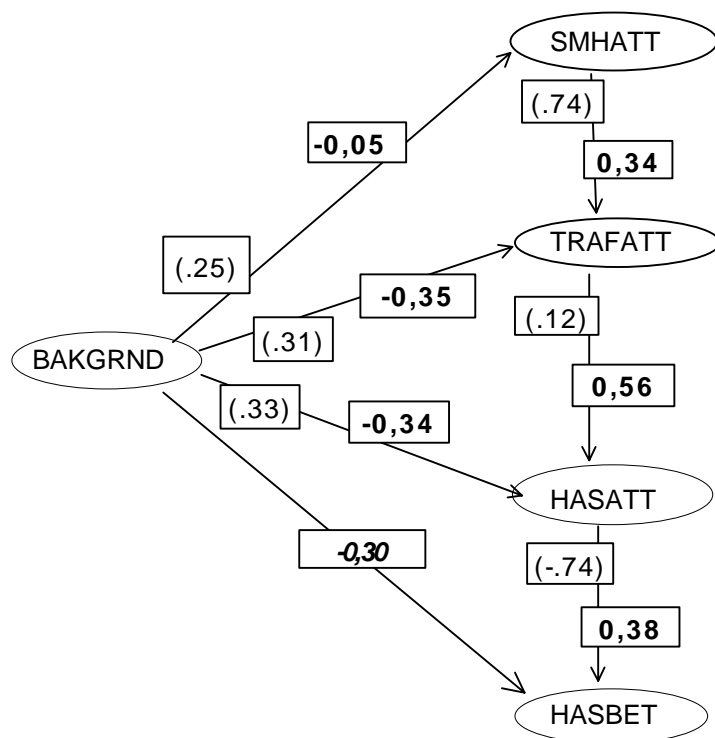 SMHATT
(.74)
-0,05
0,34
TRAFATT
(.25)
-0,35
(.12)
(.31)
BAKGRND
0,56
(.33)
-0,34
HASATT
-0,30
(-.74)
0,38
HASBET